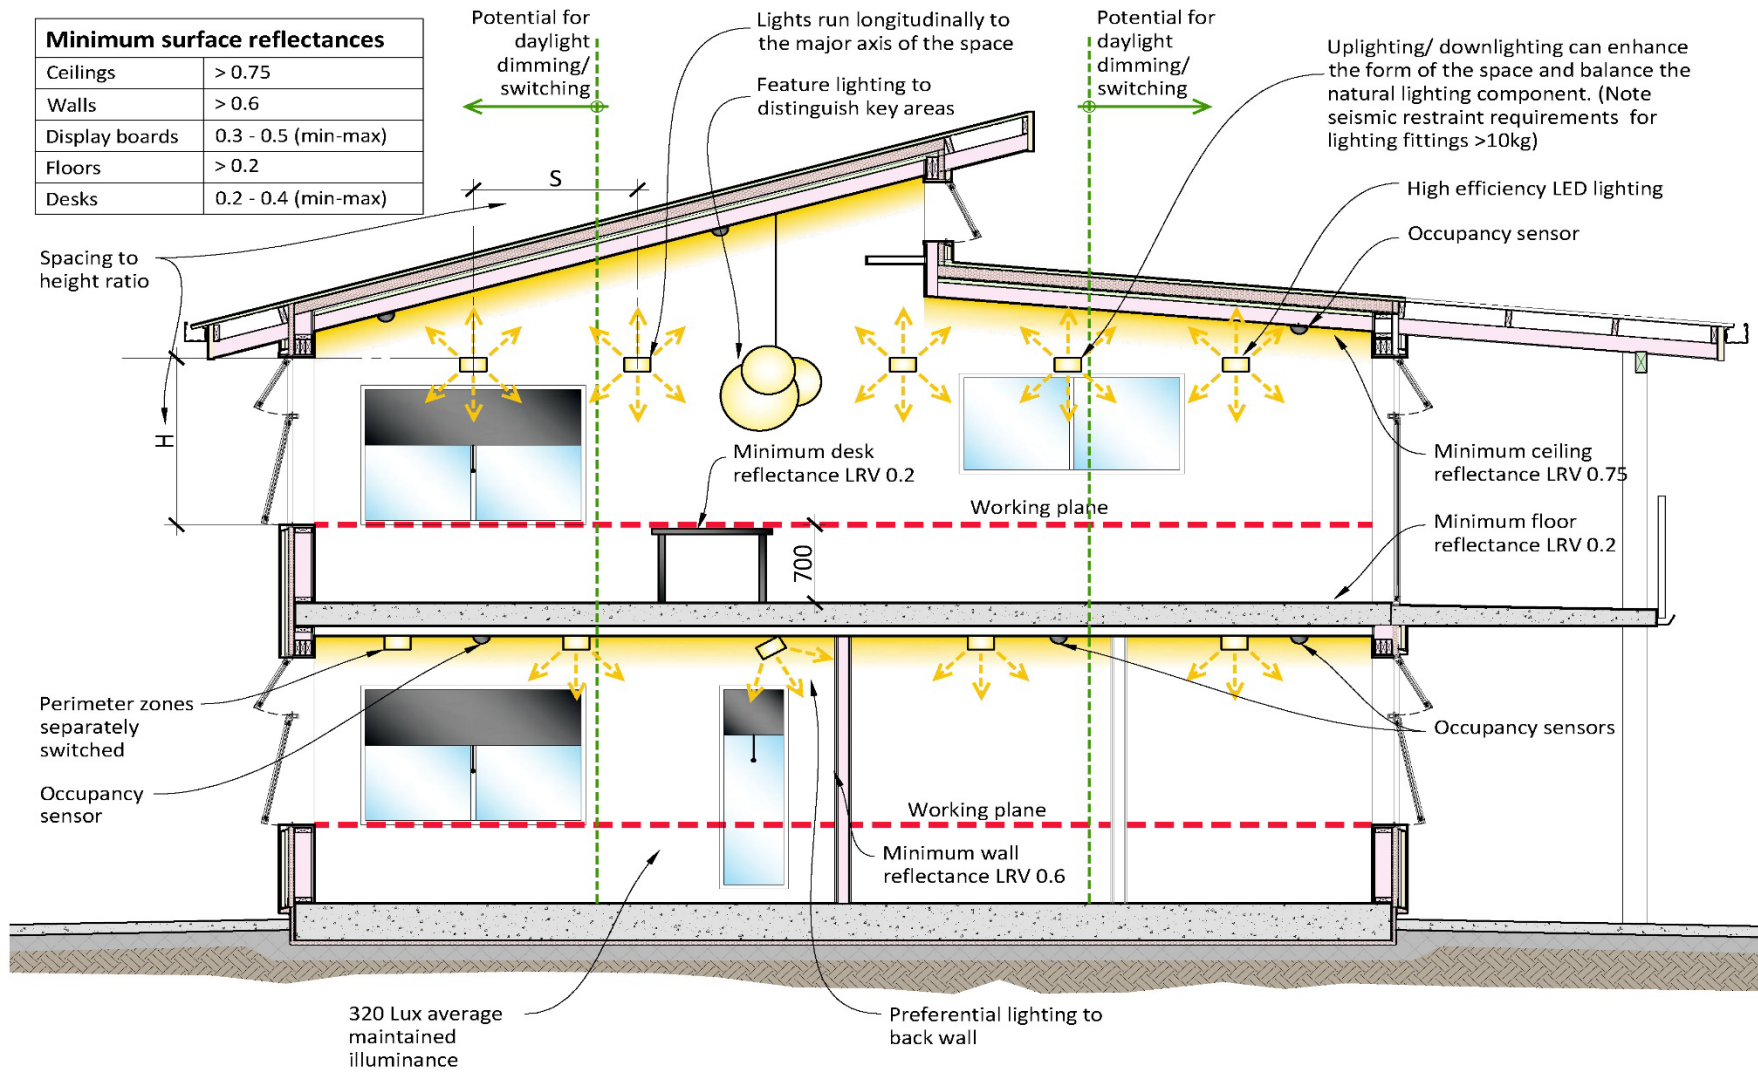 Minimum surface reflectances
Ceilings > 0.75
Walls > 0.6
Display boards 0.3 - 0.5 (min-max)
Floors > 0.2
Desks 0.2 - 0.4 (min-max)
Potential for
daylight
dimming/
switching
Lights run longitudinally to
the major axis of the space
Feature lighting to
distinguish key areas
Potential for
daylight
dimming/
switching
Uplighting/ downlighting can enhance
the form of the space and balance the
natural lighting component. (Note
seismic restraint requirements for
lighting fittings >10kg)
High efficiency LED lighting
Occupancy sensor
S
Spacing to
height ratio
H
Minimum desk
reflectance LRV 0.2
Minimum ceiling
reflectance LRV 0.75
Working plane
Minimum floor
reflectance LRV 0.2
700
Perimeter zones
separately
switched
Occupancy sensors
Occupancy
sensor
Working plane
Minimum wall
reflectance LRV 0.6
320 Lux average
maintained
illuminance
Preferential lighting to
back wall